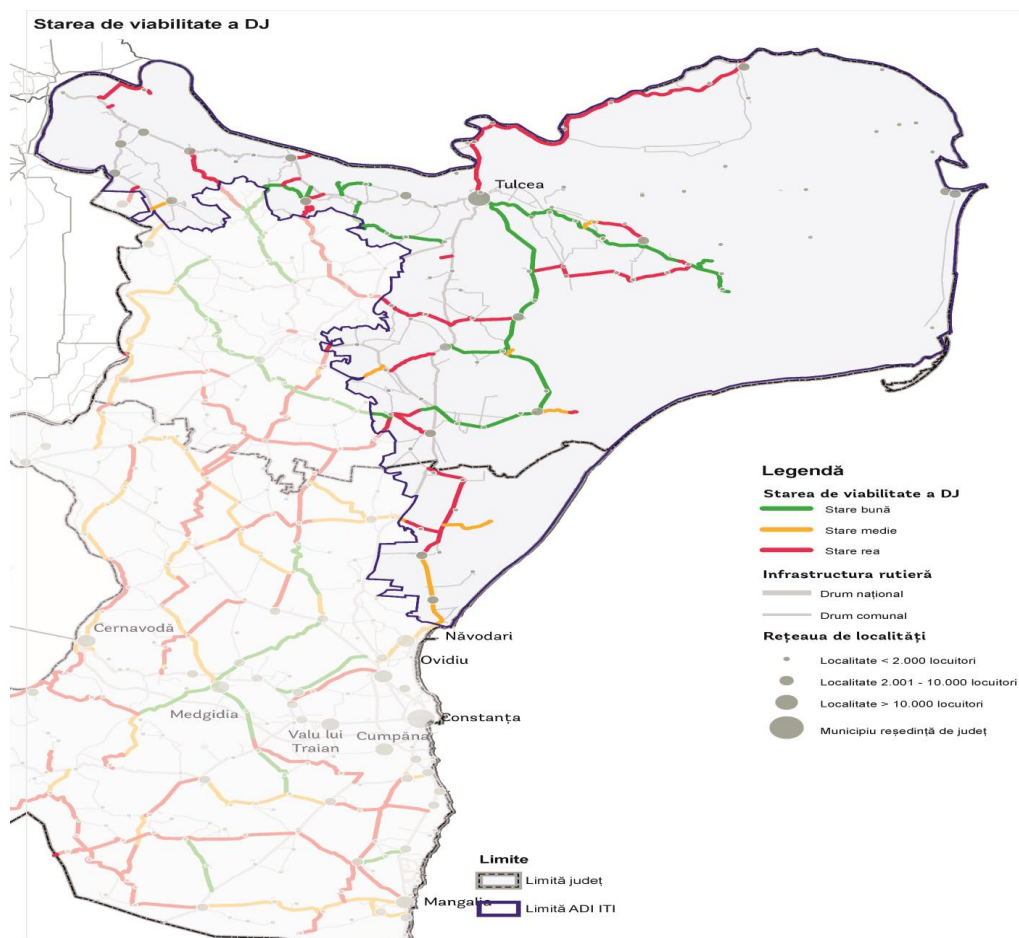 Starea de viabilitate a DJ
Tulcea
Legendă
Starea de viabilitate a DJ
Stare bună
Stare medie
Stare rea
Infrastructura rutieră
Drum național
Drum comunal
Rețeaua de localități
Localitate < 2.000 locuitori
Localitate 2.001 - 10.000 locuitori
Localitate > 10.000 locuitori
Municipiu reședință de județ
Cernavodă
Năvodari
Ovidiu
Medgidia
Constanța
Valu lui
Traian
Cumpăna
Limite
Limită județ
Mangalia
Limită ADI ITI